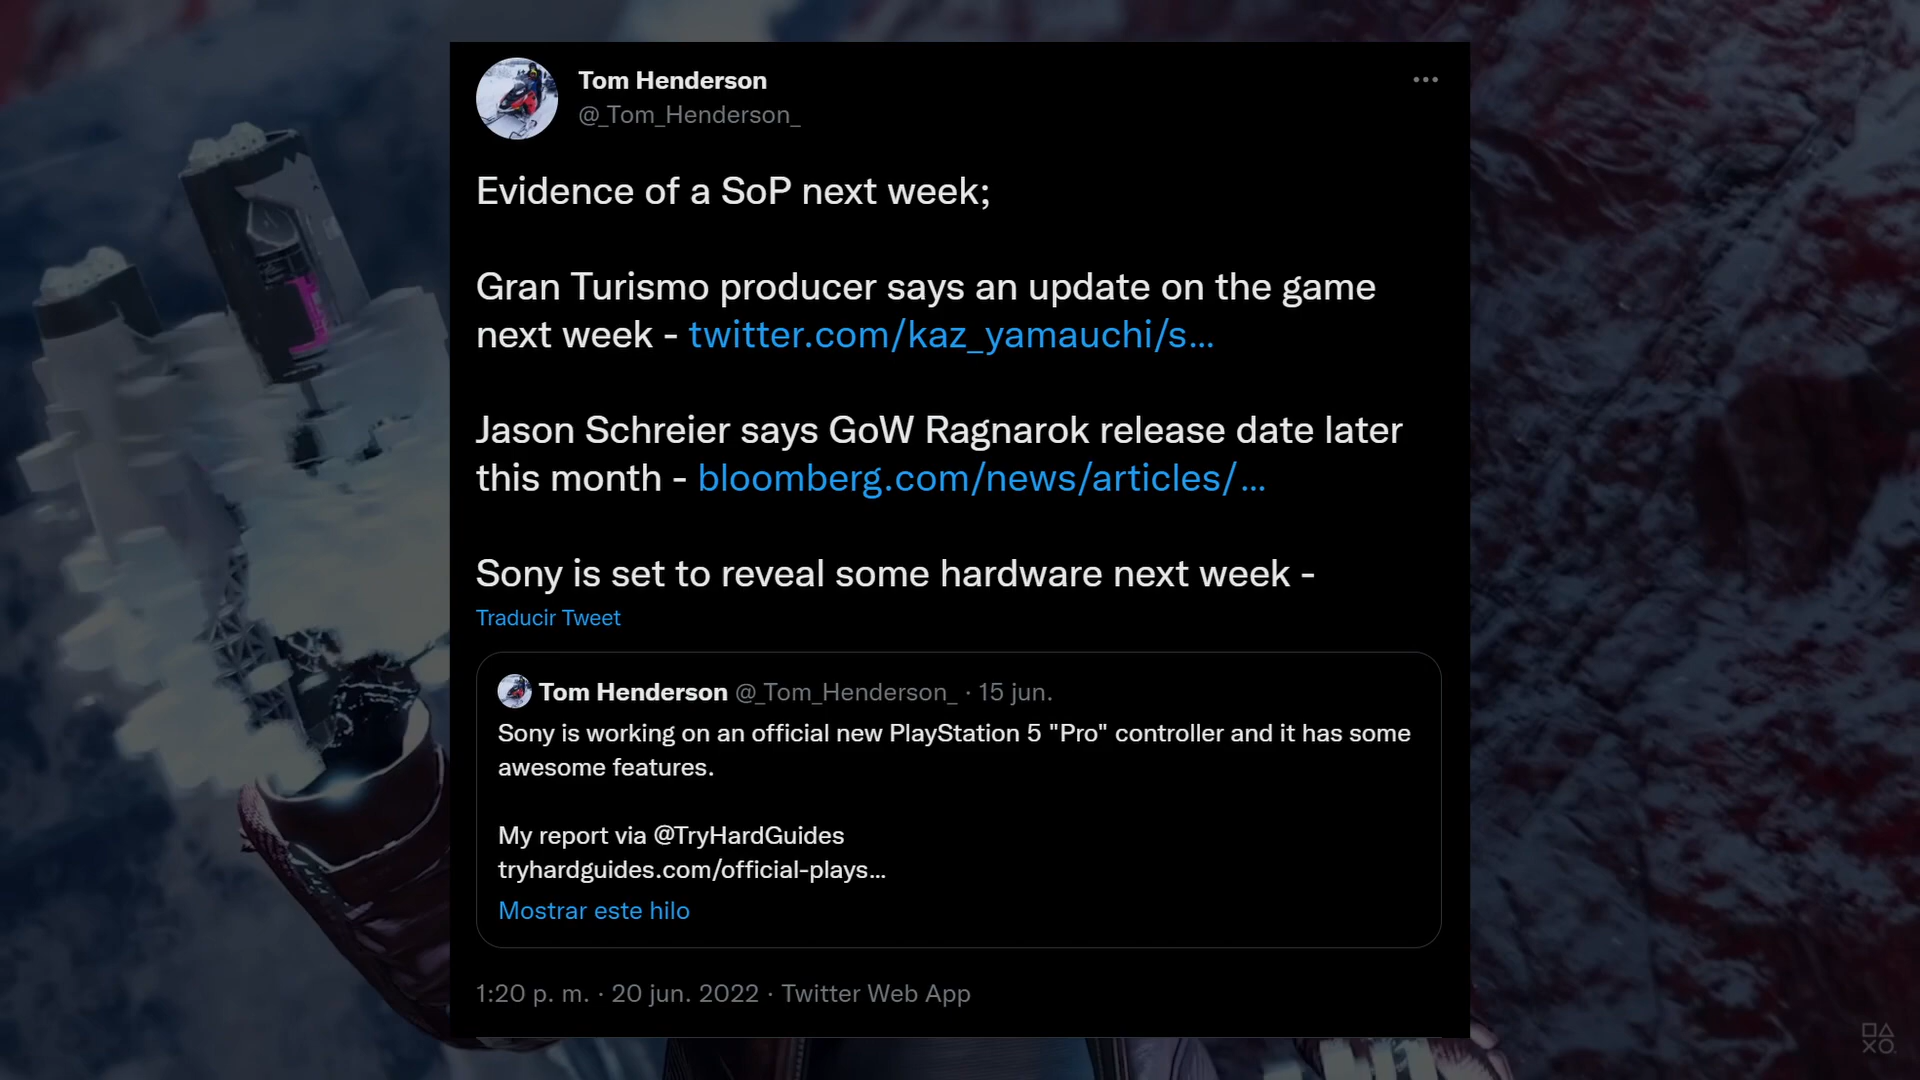 Tom Henderson
@_Tom_Henderson_
Evidence of a SoP next week;
Gran Turismo producer says an update on the game
next week - twitter.com/kaz_yamauchi/s...
Jason Schreier says GoW Ragnarok release date later
this month - bloomberg.com/news/articles/...
Sony is set to reveal some hardware next week -
Traducir Tweet
Tom Henderson @_Tom_Henderson_ · 15 jun.
Sony is working on an official new PlayStation 5 "Pro" controller and it has some
awesome features.
My report via @TryHardGuides
tryhardguides.com/official-plays...
Mostrar este hilo
1:20 p. m. · 20 jun. 2022 · Twitter Web App